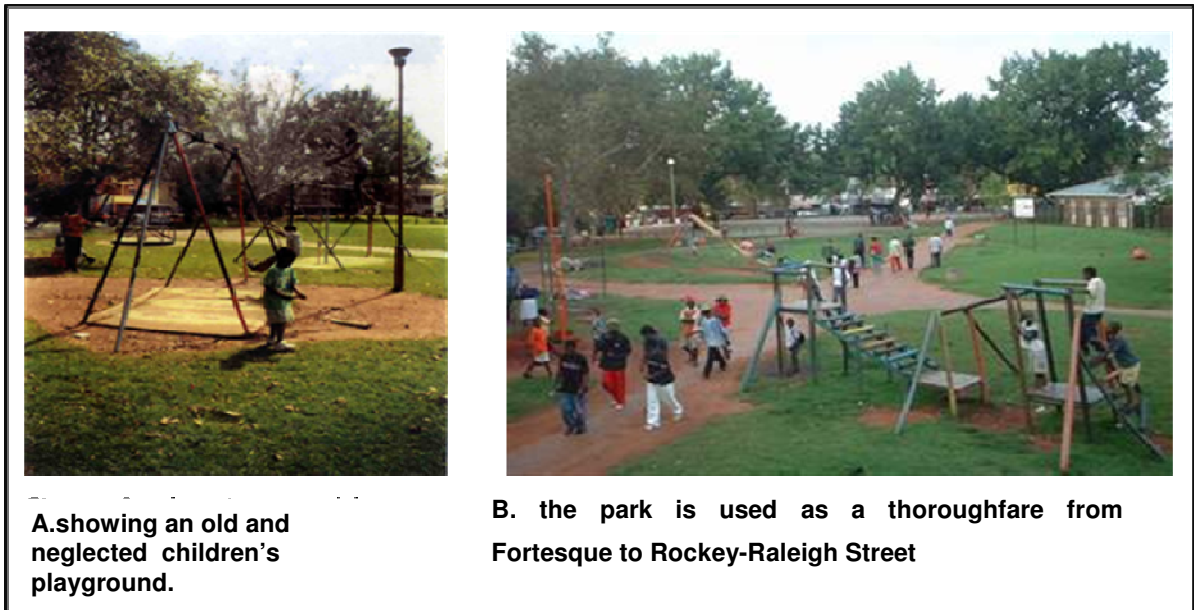 A.showing an old and
neglected children's
playground.
B. the park is used as a thoroughfare from
Fortesque to Rockey-Raleigh Street